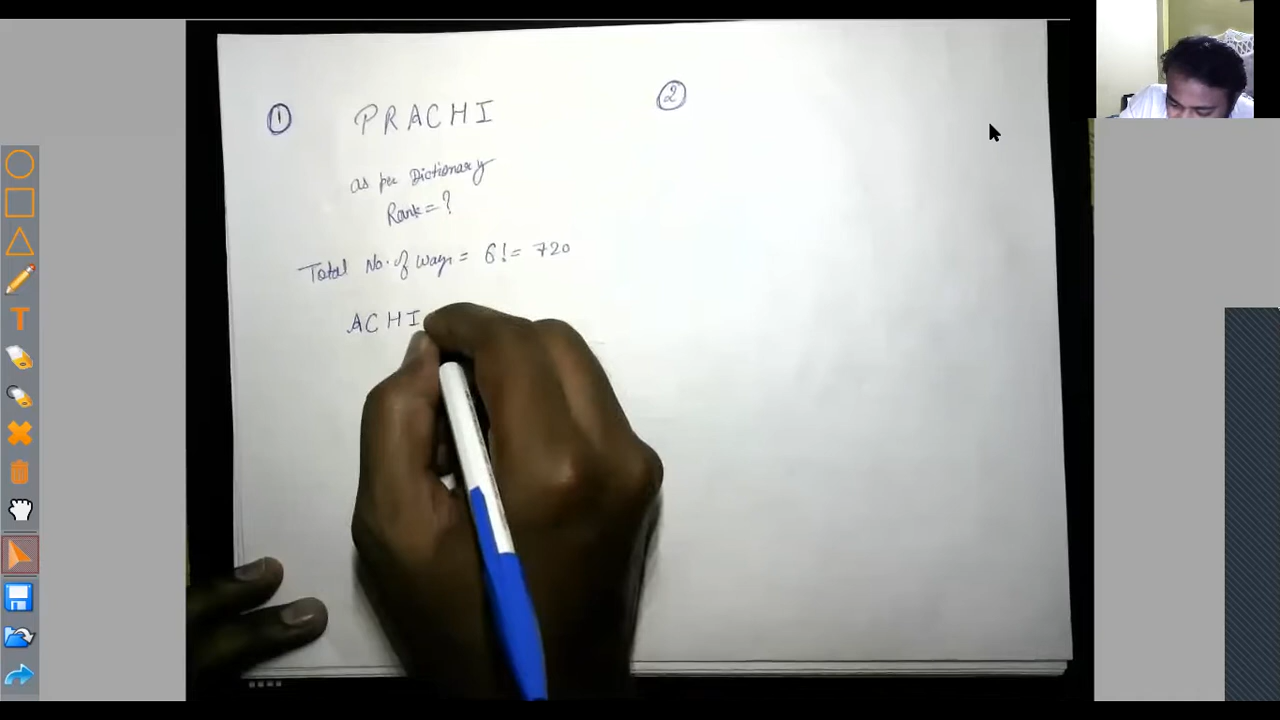 ① PRACHI
as per Dictionary
Rank = ?
Total No. of ways = 6! = 720
ACHI
②
T